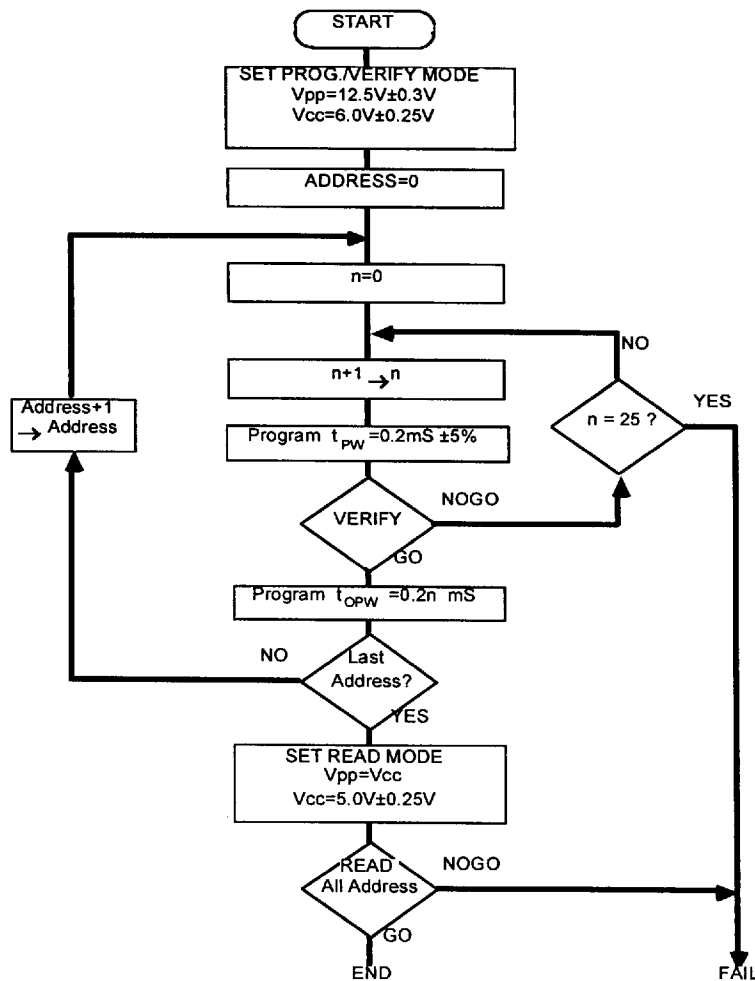 START
SET PROG./VERIFY MODE
Vpp=12.5V±0.3V
Vcc=6.0V±0.25V
ADDRESS=0
n=0
n+1 → n
NO
Address+1
→ Address
n = 25 ?
YES
Program t PW =0.2mS ±5%
VERIFY
NOGO
GO
Program t OPW =0.2n mS
NO
Last
Address?
YES
SET READ MODE
Vpp=Vcc
Vcc=5.0V±0.25V
READ
All Address
NOGO
GO
END
FAIL